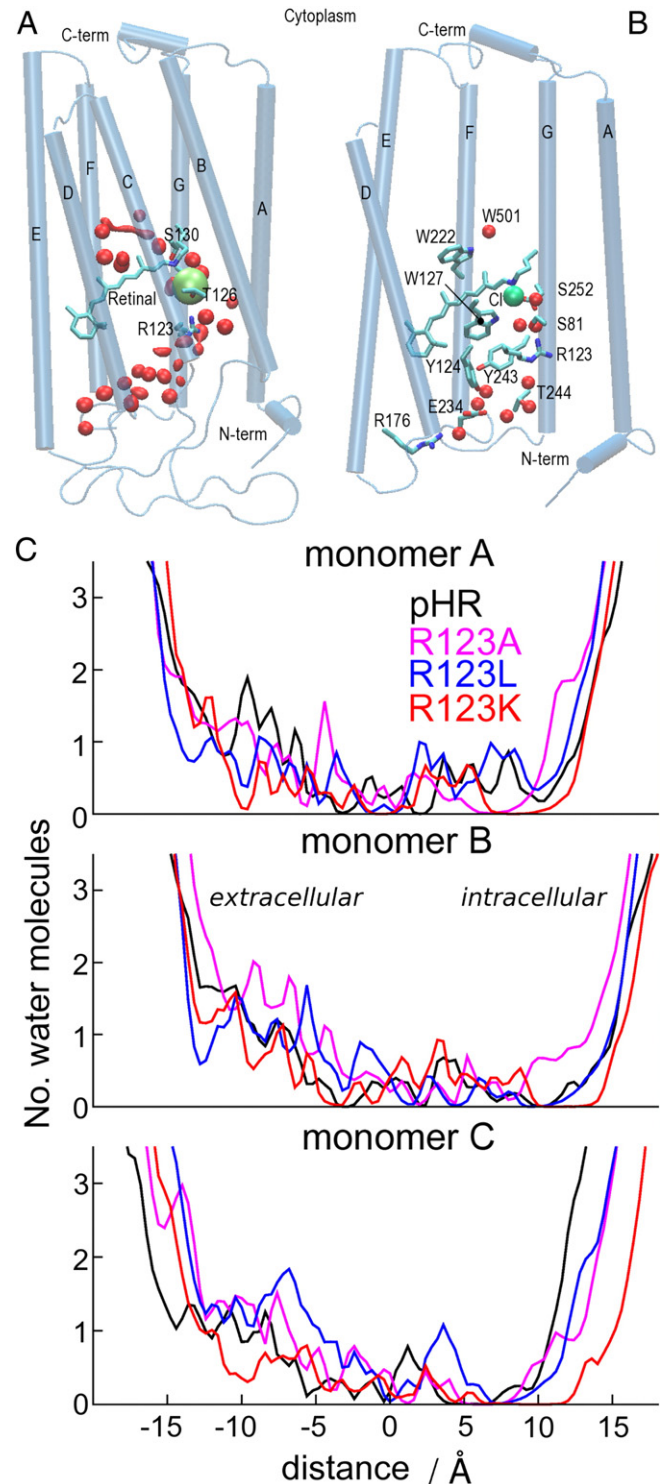 A
Cytoplasm
B
C-term
C-term
E
D
F
C
G
B
A
S130
T126
Retinal
R123
N-term
E
D
F
G
A
W501
W222
W127
Cl
S252
S81
R123
Y124
Y243
T244
E234
R176
N-term
C
monomer A
pHR
R123A
R123L
R123K
3
2
1
0
monomer B
extracellular intracellular
3
2
1
0
monomer C
3
2
1
0
No. water molecules
-15 -10 -5 0 5 10 15
distance / Å